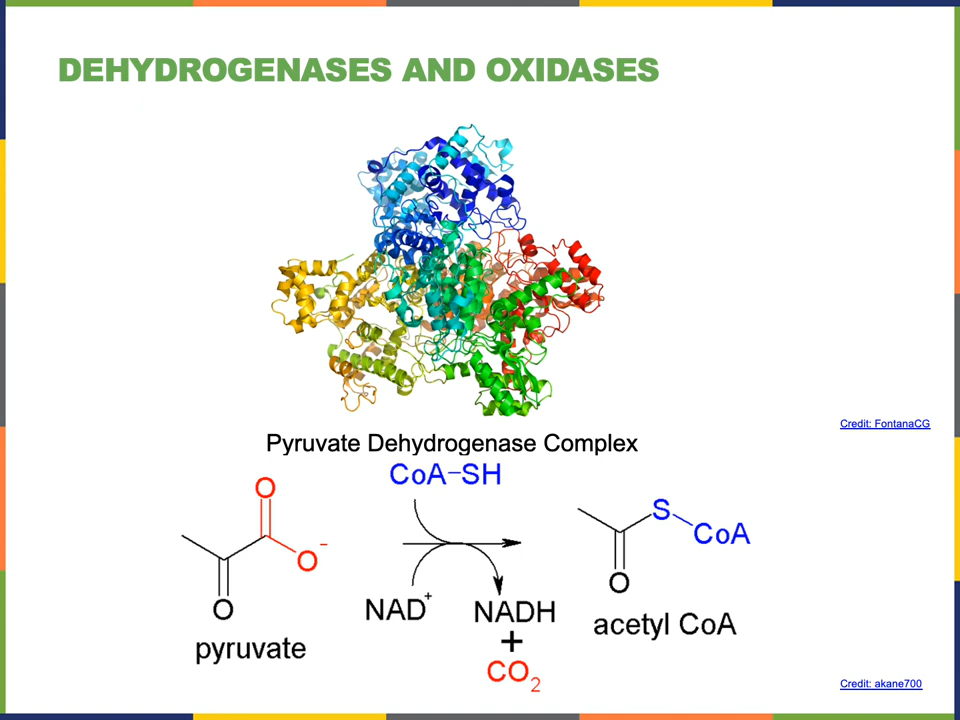 DEHYDROGENASES AND OXIDASES
Credit: FontanaCG
Pyruvate Dehydrogenase Complex
CoA–SH
O
O⁻
O
pyruvate
NAD⁺
NADH
+
CO₂
S
CoA
O
acetyl CoA
Credit: akane700